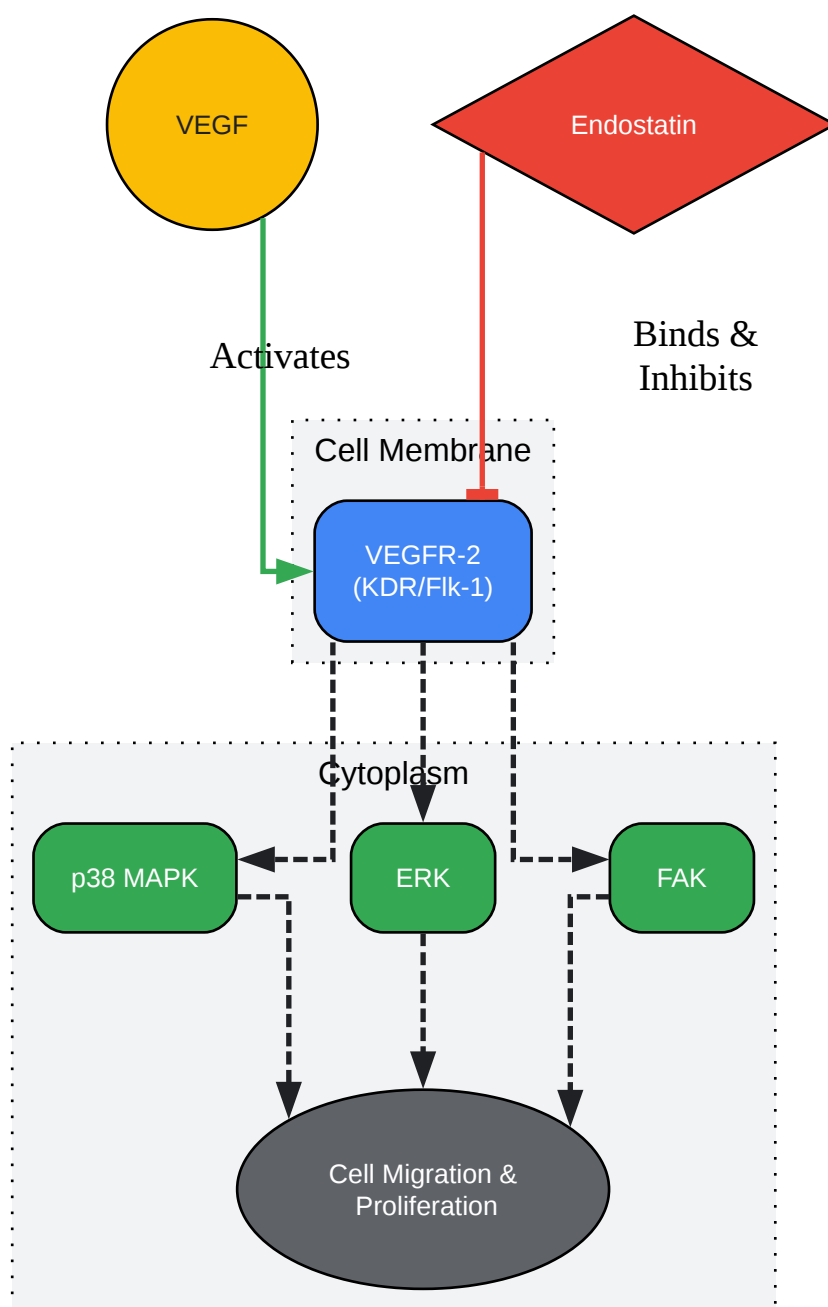 VEGF
Endostatin
Activates
Binds &
Inhibits
Cell Membrane
VEGFR-2
(KDR/Flk-1)
Cytoplasm
p38 MAPK
ERK
FAK
Cell Migration &
Proliferation